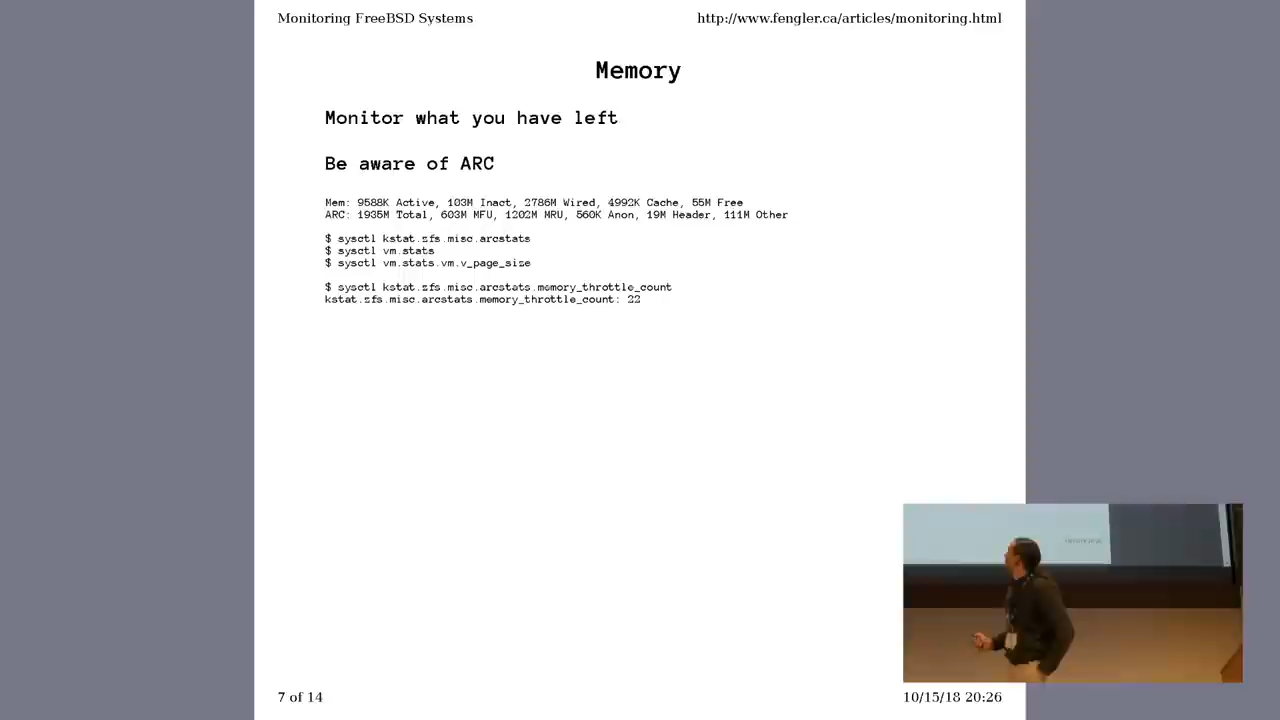 Monitoring FreeBSD Systems
http://www.fengler.ca/articles/monitoring.html
Memory
Monitor what you have left
Be aware of ARC
Mem: 9588K Active, 103M Inact, 2786M Wired, 4992K Cache, 55M Free
ARC: 1935M Total, 603M MFU, 1202M MRU, 560K Anon, 19M Header, 111M Other
$ sysctl kstat.zfs.misc.arcstats
$ sysctl vm.stats
$ sysctl vm.stats.vm.v_page_size
$ sysctl kstat.zfs.misc.arcstats.memory_throttle_count
kstat.zfs.misc.arcstats.memory_throttle_count: 22
7 of 14
10/15/18 20:26